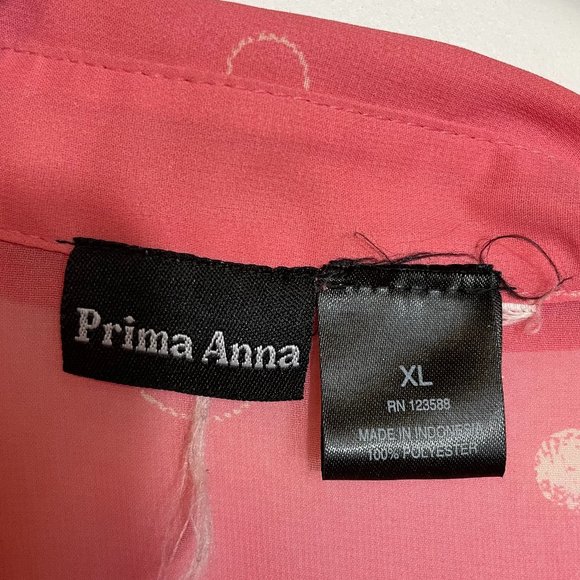 Prima Anna
XL
RN 123588
MADE IN INDONESIA
100% POLYESTER